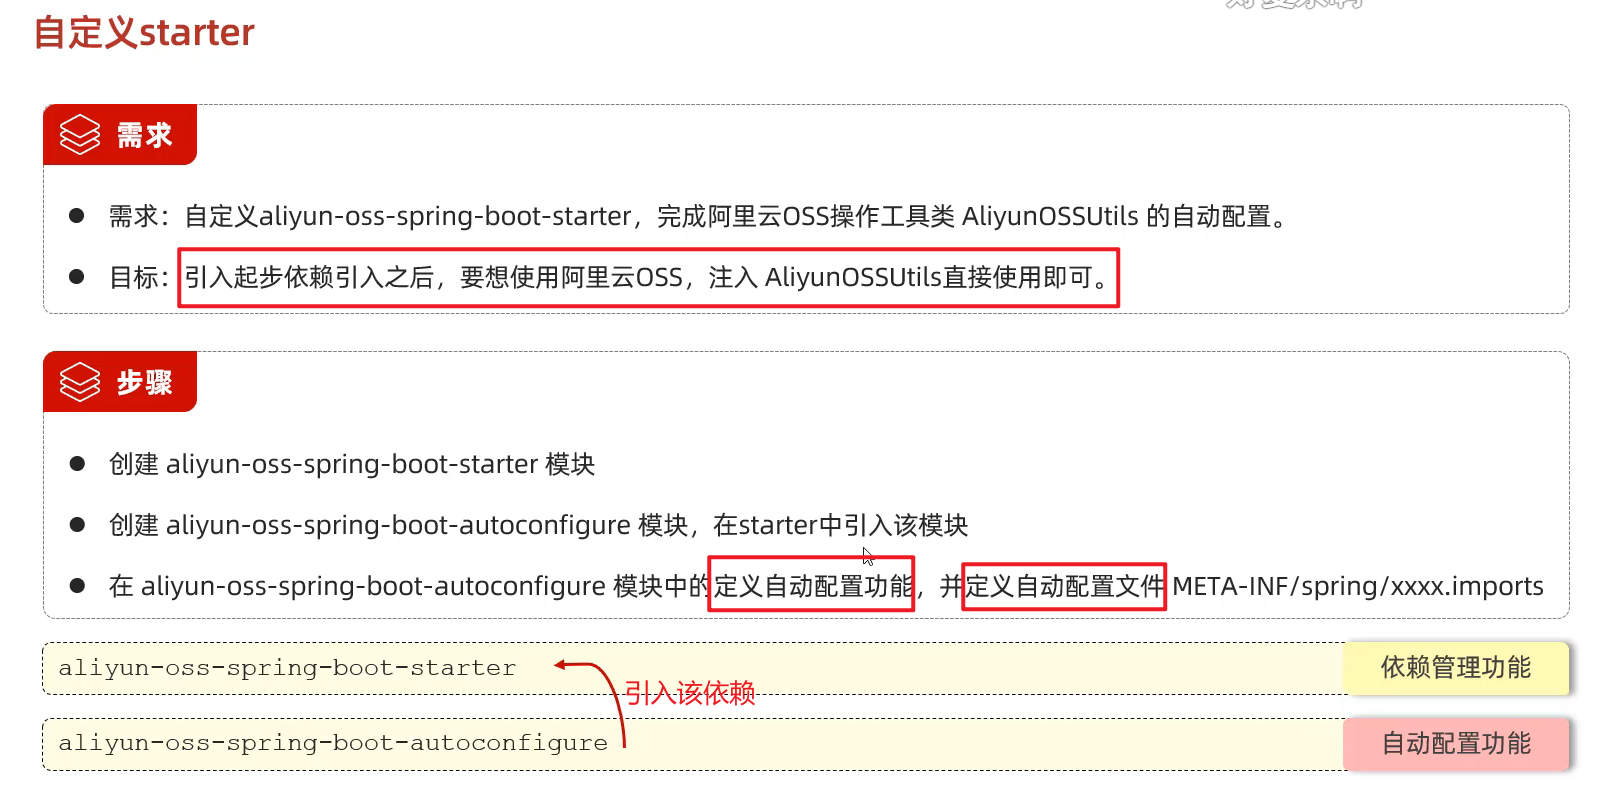 自定义starter
需求
需求：自定义aliyun-oss-spring-boot-starter，完成阿里云OSS操作工具类 AliyunOSSUtils 的自动配置。
目标：引入起步依赖引入之后，要想使用阿里云OSS，注入 AliyunOSSUtils直接使用即可。
步骤
创建 aliyun-oss-spring-boot-starter 模块
创建 aliyun-oss-spring-boot-autoconfigure 模块，在starter中引入该模块
在 aliyun-oss-spring-boot-autoconfigure 模块中的定义自动配置功能，并定义自动配置文件 META-INF/spring/xxxx.imports
aliyun-oss-spring-boot-starter
依赖管理功能
引入该依赖
aliyun-oss-spring-boot-autoconfigure
自动配置功能